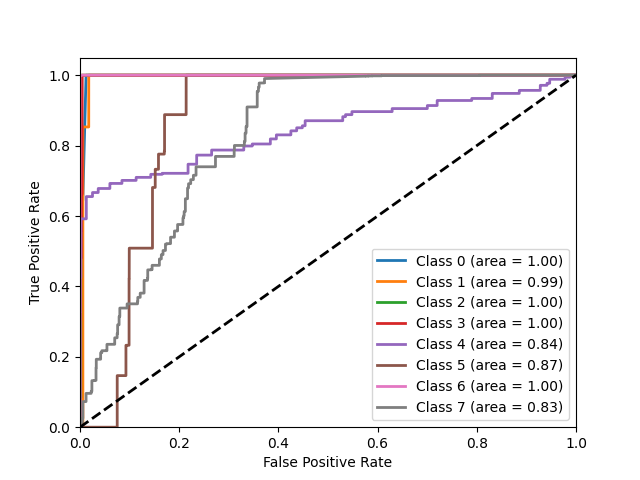 1.0
0.8
0.6
0.4
0.2
0.0
True Positive Rate
Class 0 (area = 1.00)
Class 1 (area = 0.99)
Class 2 (area = 1.00)
Class 3 (area = 1.00)
Class 4 (area = 0.84)
Class 5 (area = 0.87)
Class 6 (area = 1.00)
Class 7 (area = 0.83)
0.0 0.2 0.4 0.6 0.8 1.0
False Positive Rate